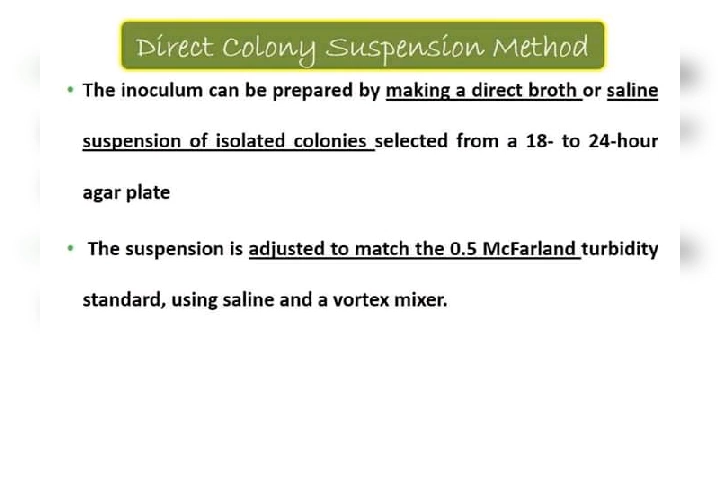 Direct Colony Suspension Method
• The inoculum can be prepared by making a direct broth or saline
suspension of isolated colonies selected from a 18- to 24-hour
agar plate
• The suspension is adjusted to match the 0.5 McFarland turbidity
standard, using saline and a vortex mixer.